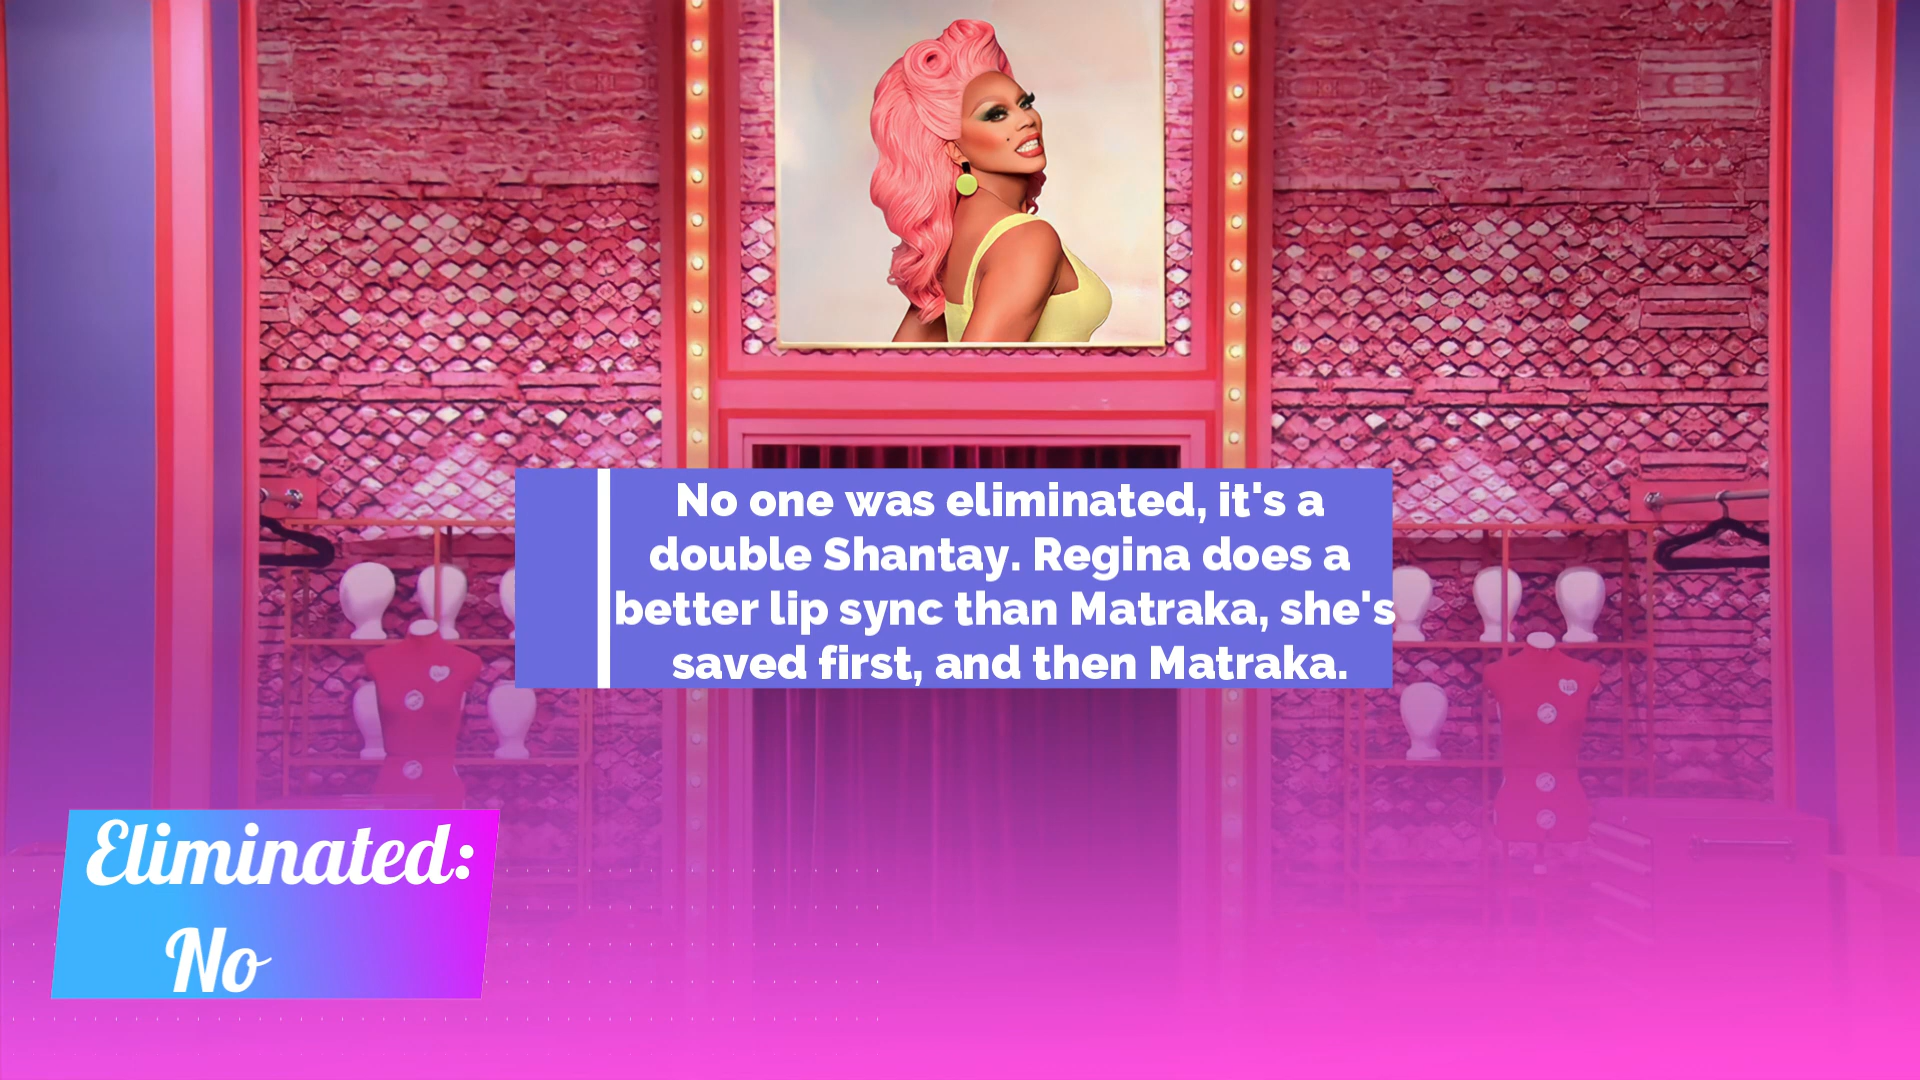 No one was eliminated, it's a
double Shantay. Regina does a
better lip sync than Matraka, she's
saved first, and then Matraka.
Eliminated:
No